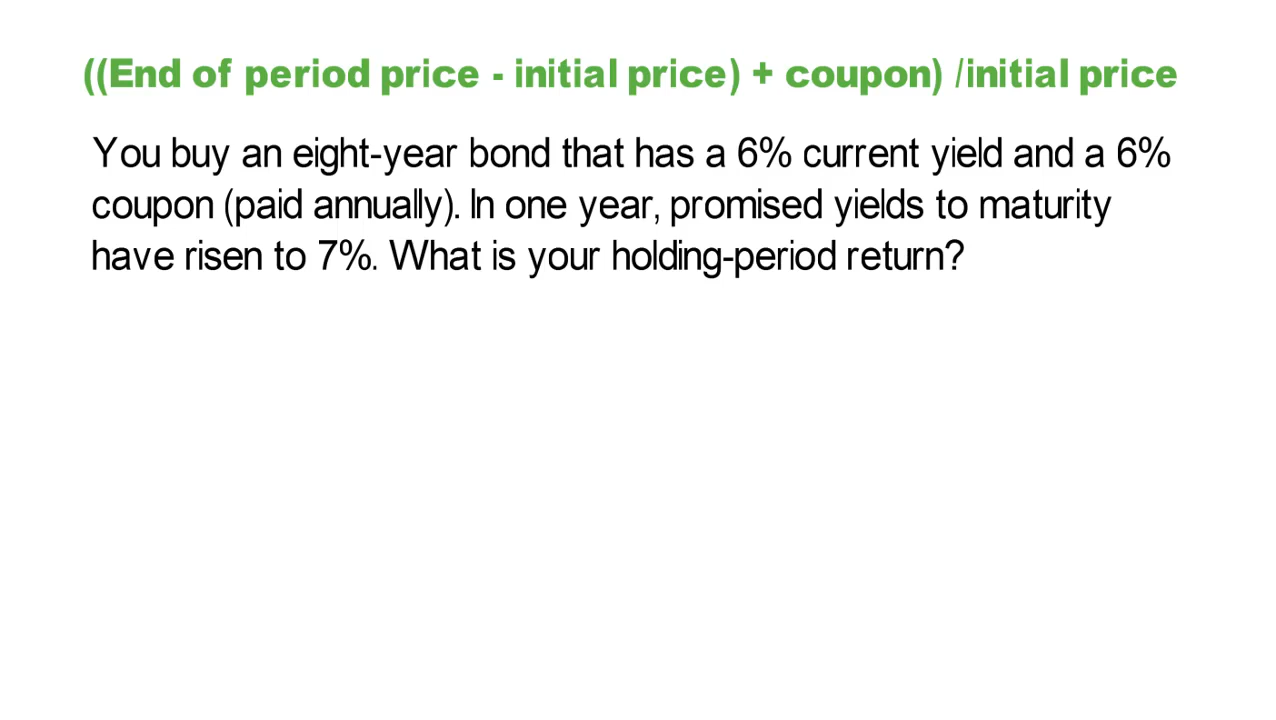 ((End of period price - initial price) + coupon) /initial price
You buy an eight-year bond that has a 6% current yield and a 6%
coupon (paid annually). In one year, promised yields to maturity
have risen to 7%. What is your holding-period return?